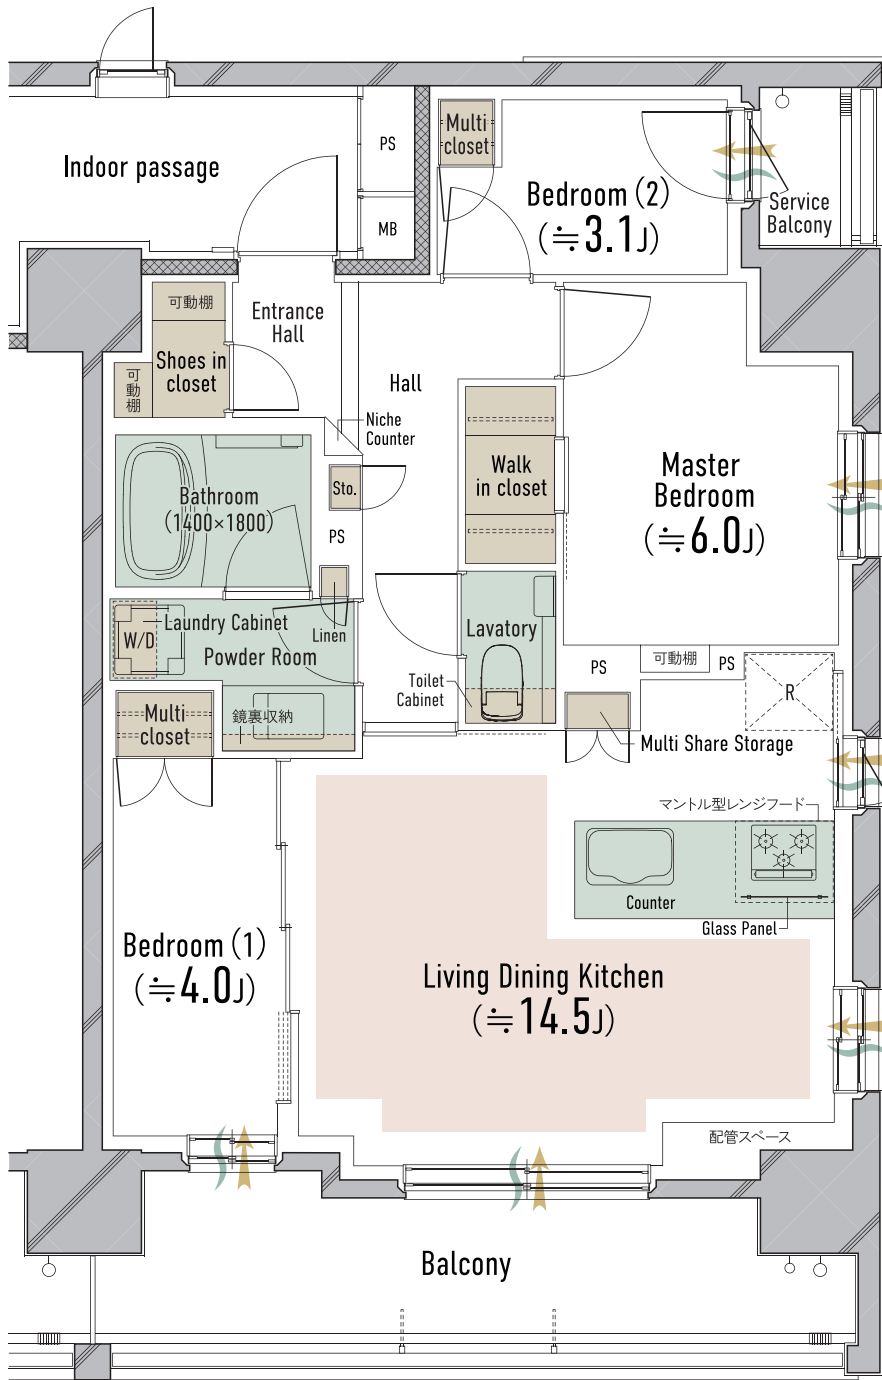 Indoor passage
PS
MB
Multi
closet
Bedroom (2)
(≒3.1J)
Service
Balcony
可動棚
Shoes in
closet
可動棚
Entrance
Hall
Hall
Niche
Counter
Walk
in closet
Master
Bedroom
(≒6.0J)
Bathroom
(1400×1800)
Sto.
PS
Linen
Laundry Cabinet
W/D
Powder Room
Lavatory
Toilet
Cabinet
PS
可動棚
PS
R
Multi
closet
鏡裏収納
Multi Share Storage
マントル型レンジフード
Counter
Glass Panel
Bedroom (1)
(≒4.0J)
Living Dining Kitchen
(≒14.5J)
配管スペース
Balcony